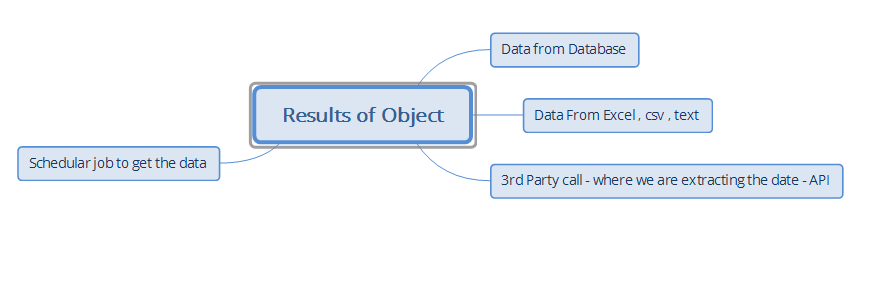 Data from Database
Results of Object
Data From Excel , csv , text
Schedular job to get the data
3rd Party call - where we are extracting the date - API